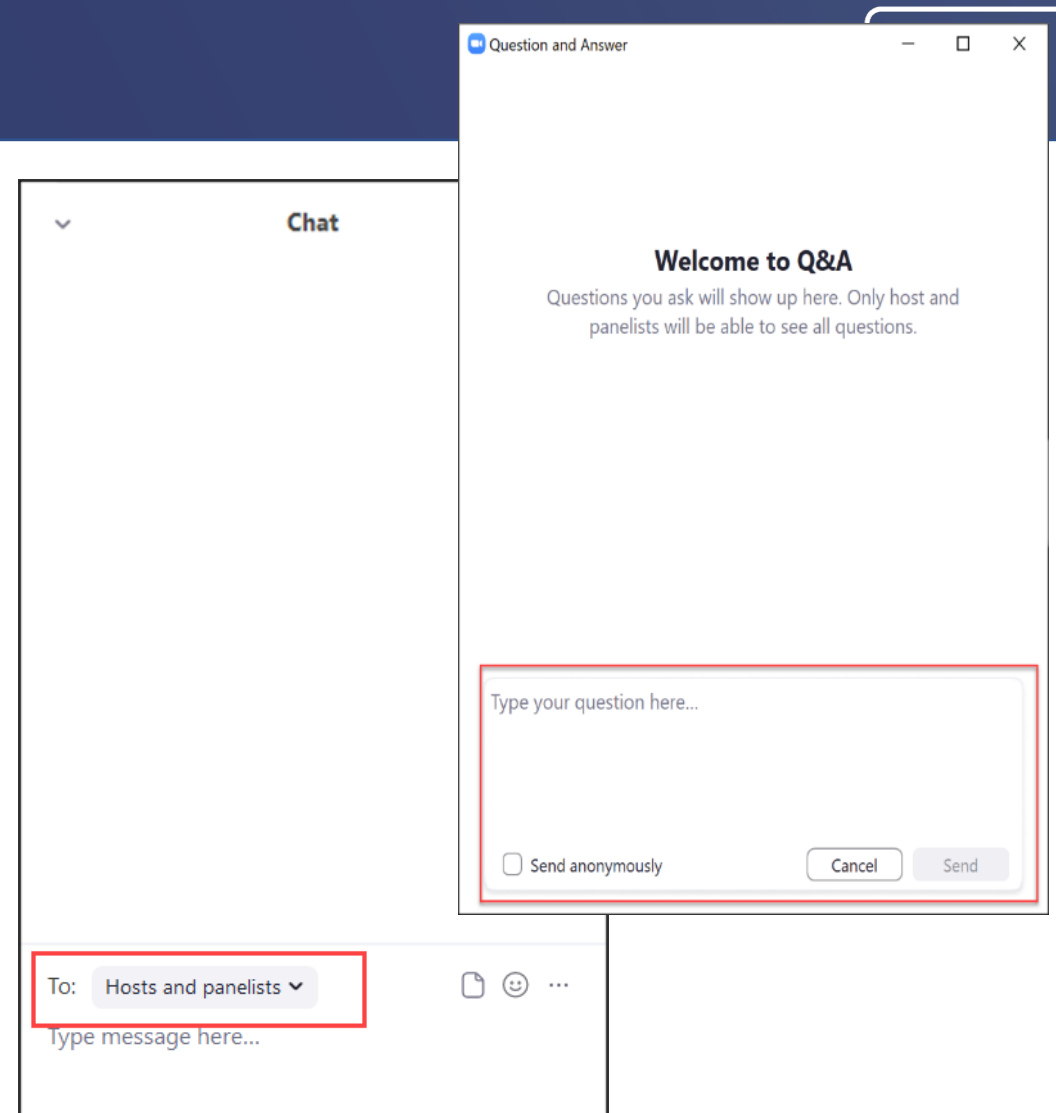 Question and Answer
Chat
Welcome to Q&A
Questions you ask will show up here. Only host and
panelists will be able to see all questions.
Type your question here...
Send anonymously
Cancel
Send
To:
Hosts and panelists
Type message here...